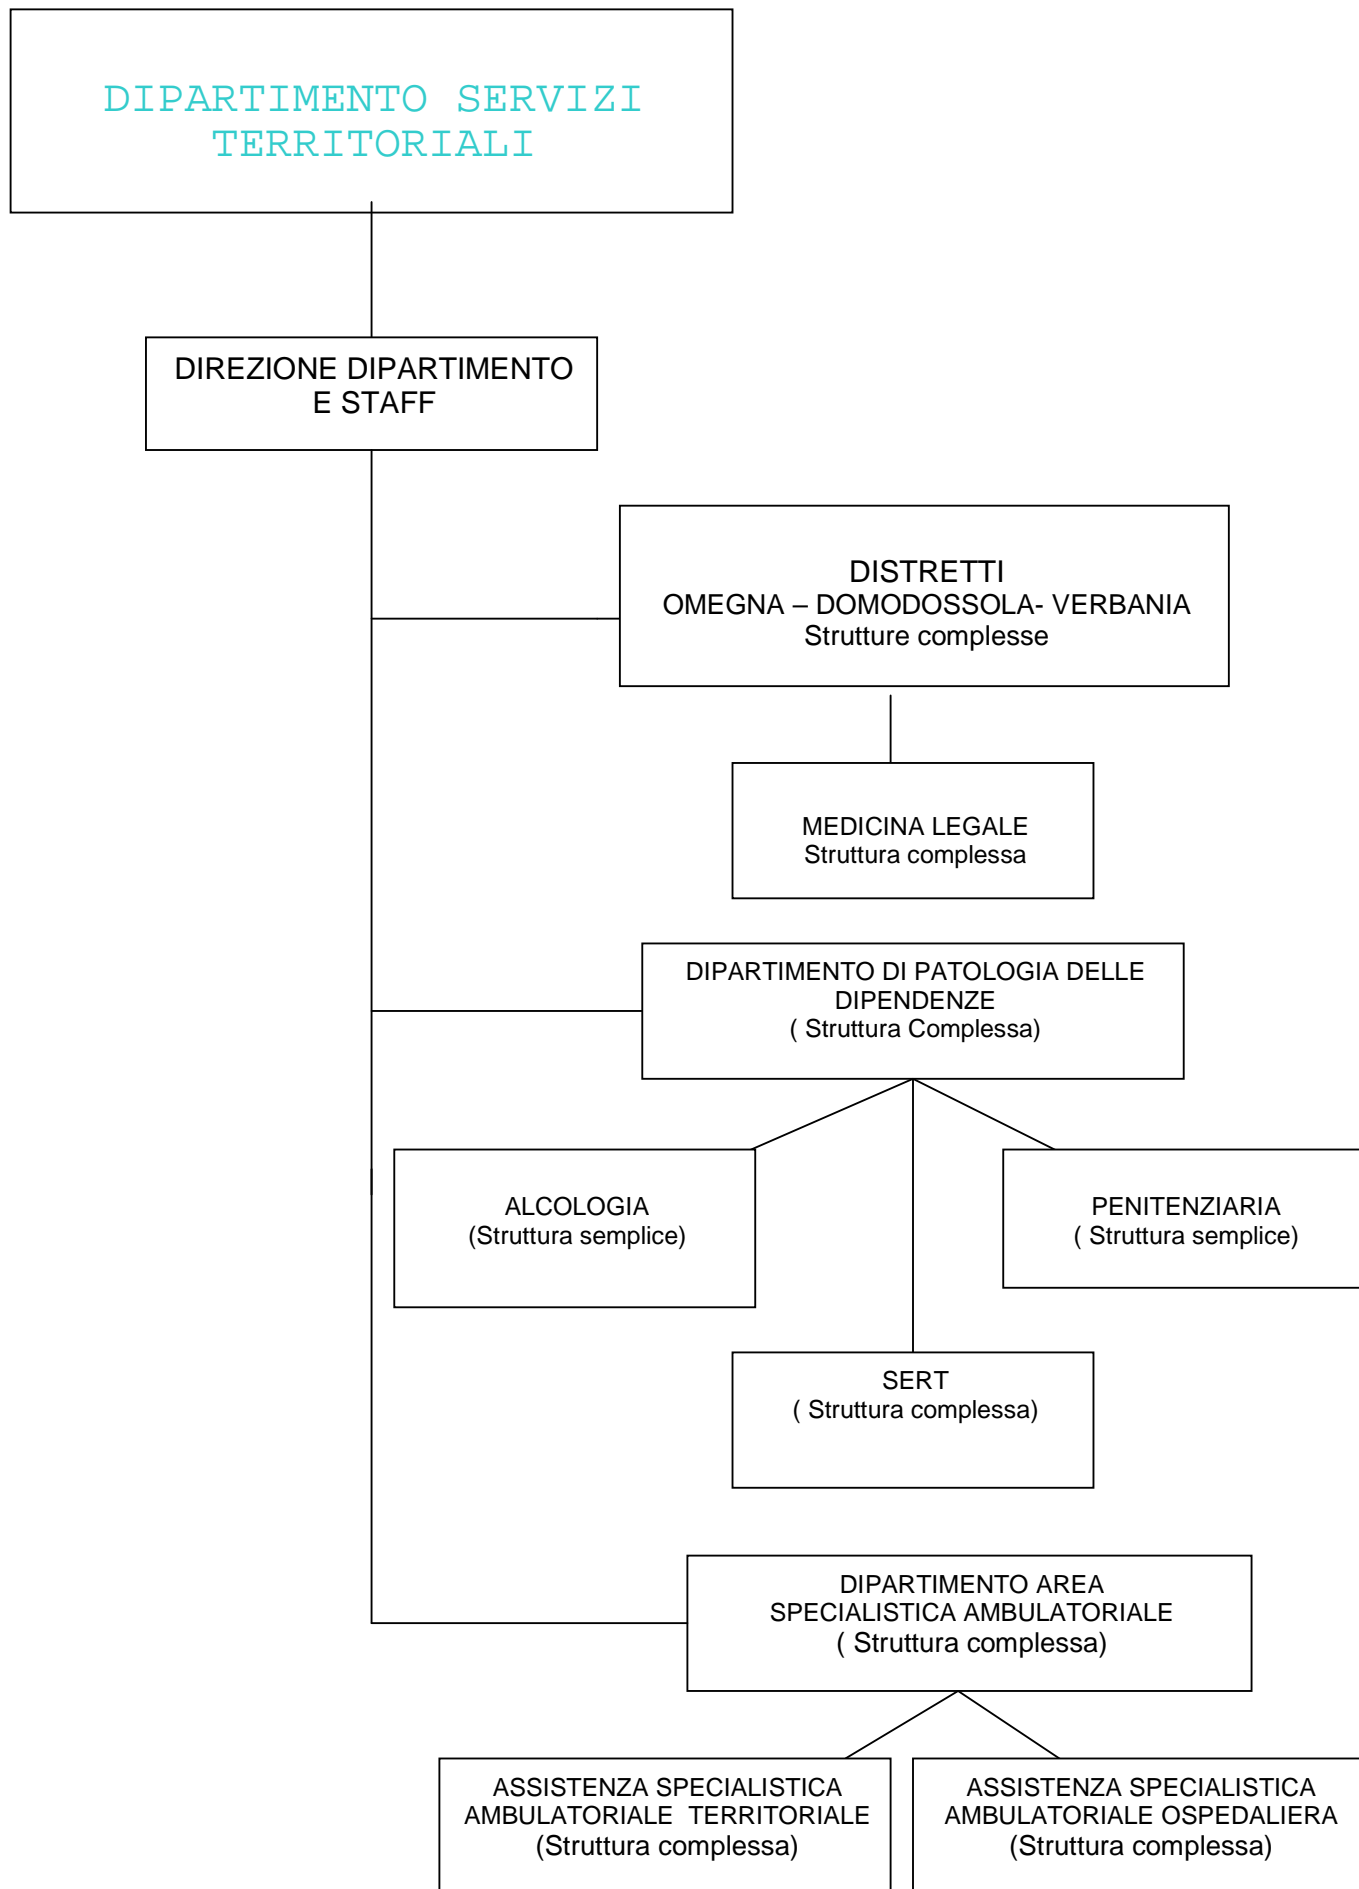 DIPARTIMENTO SERVIZI
TERRITORIALI
DIREZIONE DIPARTIMENTO
E STAFF
DISTRETTI
OMEGNA – DOMODOSSOLA- VERBANIA
Strutture complesse
MEDICINA LEGALE
Struttura complessa
DIPARTIMENTO DI PATOLOGIA DELLE
DIPENDENZE
( Struttura Complessa)
ALCOLOGIA
(Struttura semplice)
PENITENZIARIA
( Struttura semplice)
SERT
( Struttura complessa)
DIPARTIMENTO AREA
SPECIALISTICA AMBULATORIALE
( Struttura complessa)
ASSISTENZA SPECIALISTICA
AMBULATORIALE  TERRITORIALE
(Struttura complessa)
ASSISTENZA SPECIALISTICA
AMBULATORIALE OSPEDALIERA
(Struttura complessa)